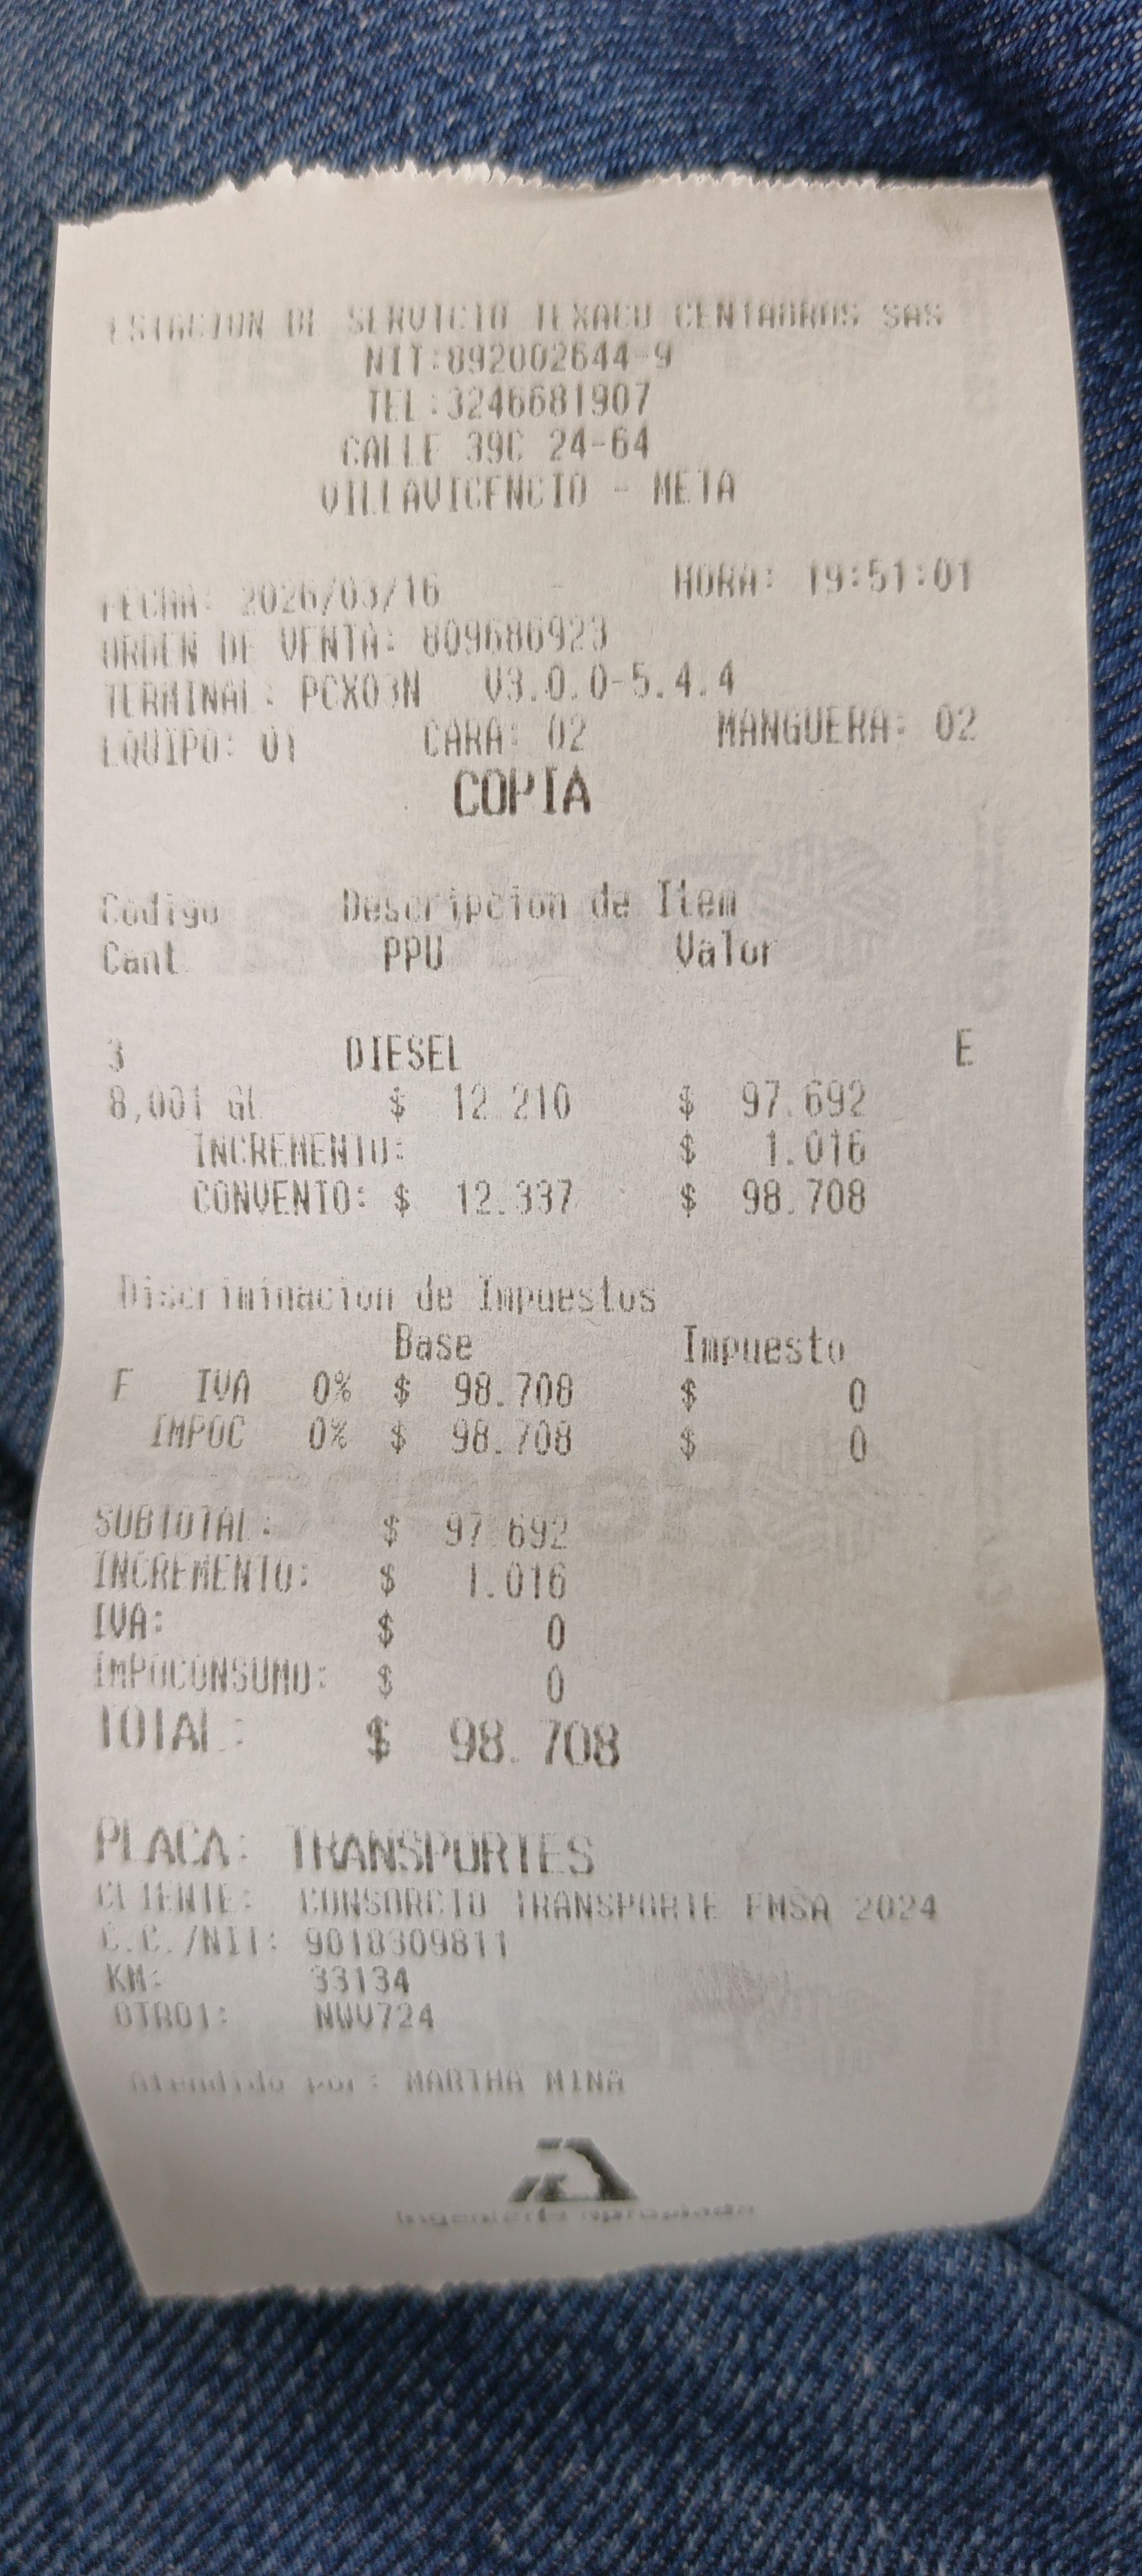 ESTACION DE SERVICIO TEXACO CENTAUROS SAS
NIT:892002644-9
TEL:3246681907
CALLE 39C 24-64
VILLAVICENCIO - META
FECHA: 2026/03/16 HORA: 19:51:01
ORDEN DE VENTA: 809686923
TERMINAL: PCX03N V3.0.0-5.4.4
EQUIPO: 01 CARA: 02 MANGUERA: 02
COPIA
Codigo Descripcion de Item
Cant PPU Valor
3 DIESEL E
8,001 GL $ 12.210 $ 97.692
INCREMENTO: $ 1.016
CONVENIO: $ 12.337 $ 98.708
Discriminacion de Impuestos
Base Impuesto
E IVA 0% $ 98.708 $ 0
IMPOC 0% $ 98.708 $ 0
SUBTOTAL: $ 97.692
INCREMENTO: $ 1.016
IVA: $ 0
IMPOCONSUMO: $ 0
TOTAL: $ 98.708
PLACA: TRANSPORTES
CLIENTE: CONSORCIO TRANSPORTE EMSA 2024
C.C./NIT: 9018309811
KM: 33134
OTRO1: NWV724
Atendido por: MARTHA NINA
Ingeniería apropiada